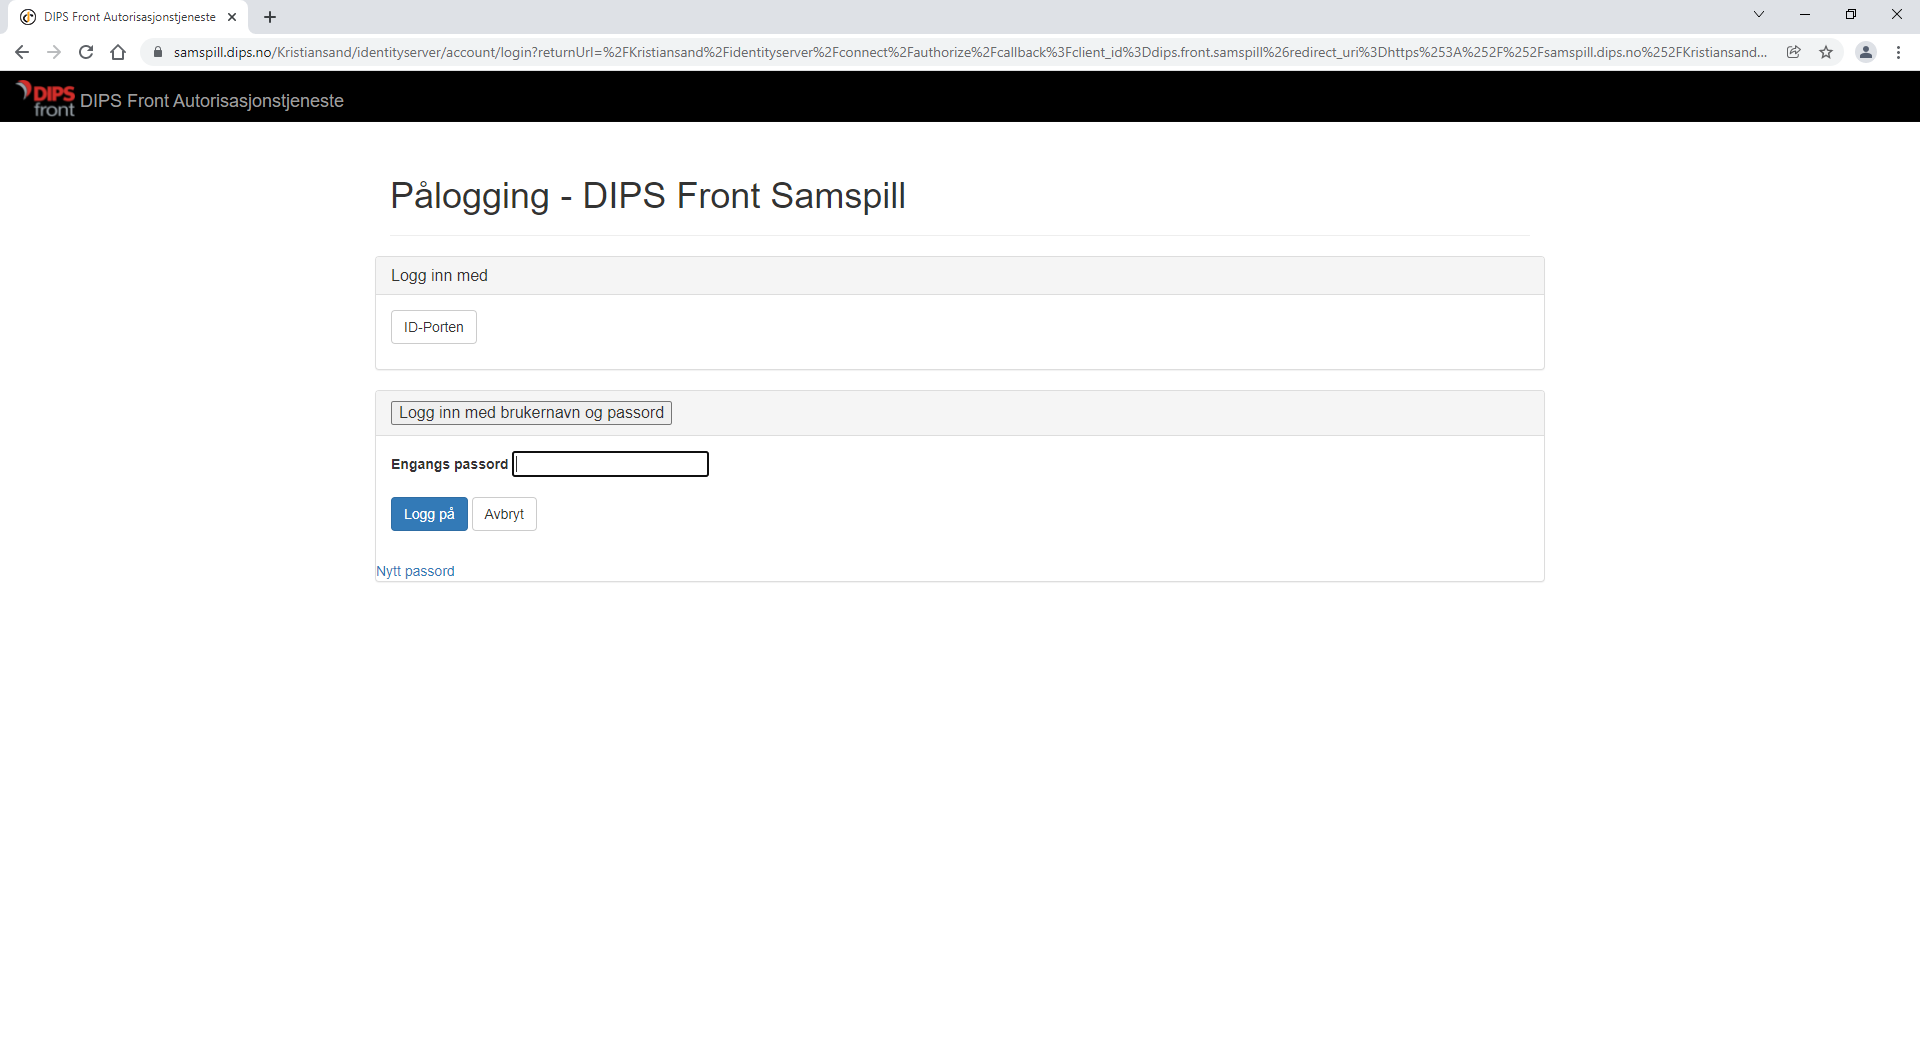 DIPS Front Autorisasjonstjeneste
samspill.dips.no/Kristiansand/identityserver/account/login?returnUrl=%2FKristiansand%2Fidentityserver%2Fconnect%2Fauthorize%2Fcallback%3Fclient_id%3Ddips.front.samspill%26redirect_uri%3Dhttps%253A%252F%252Fsamspill.dips.no%252FKristiansand...
DIPS front DIPS Front Autorisasjonstjeneste
Pålogging - DIPS Front Samspill
Logg inn med
ID-Porten
Logg inn med brukernavn og passord
Engangs passord
Logg på Avbryt
Nytt passord